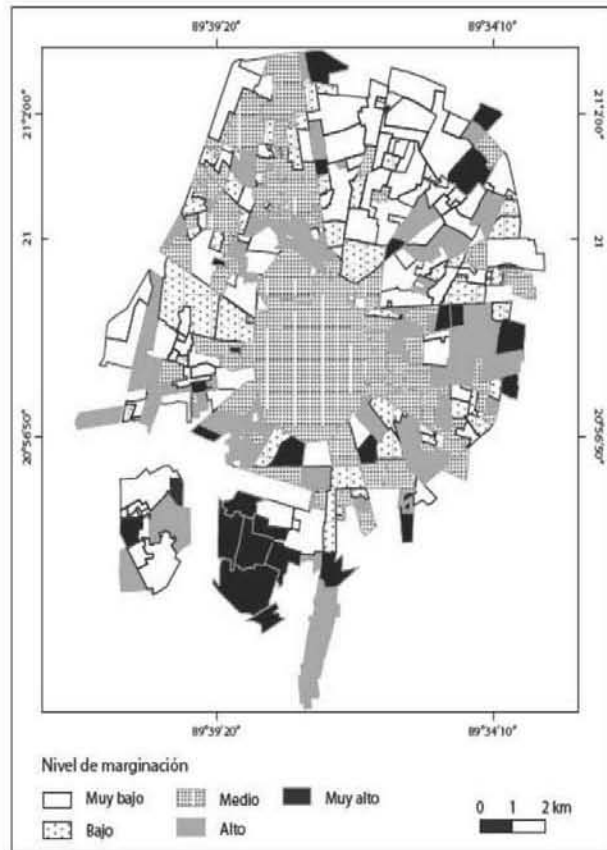 89°39'20" 89°34'10"
21°2'00"
21°2'00"
21
21
20°56'50"
20°56'50"
89°39'20" 89°34'10"
Nivel de marginación
Muy bajo Medio Muy alto
Bajo Alto
0 1 2 km